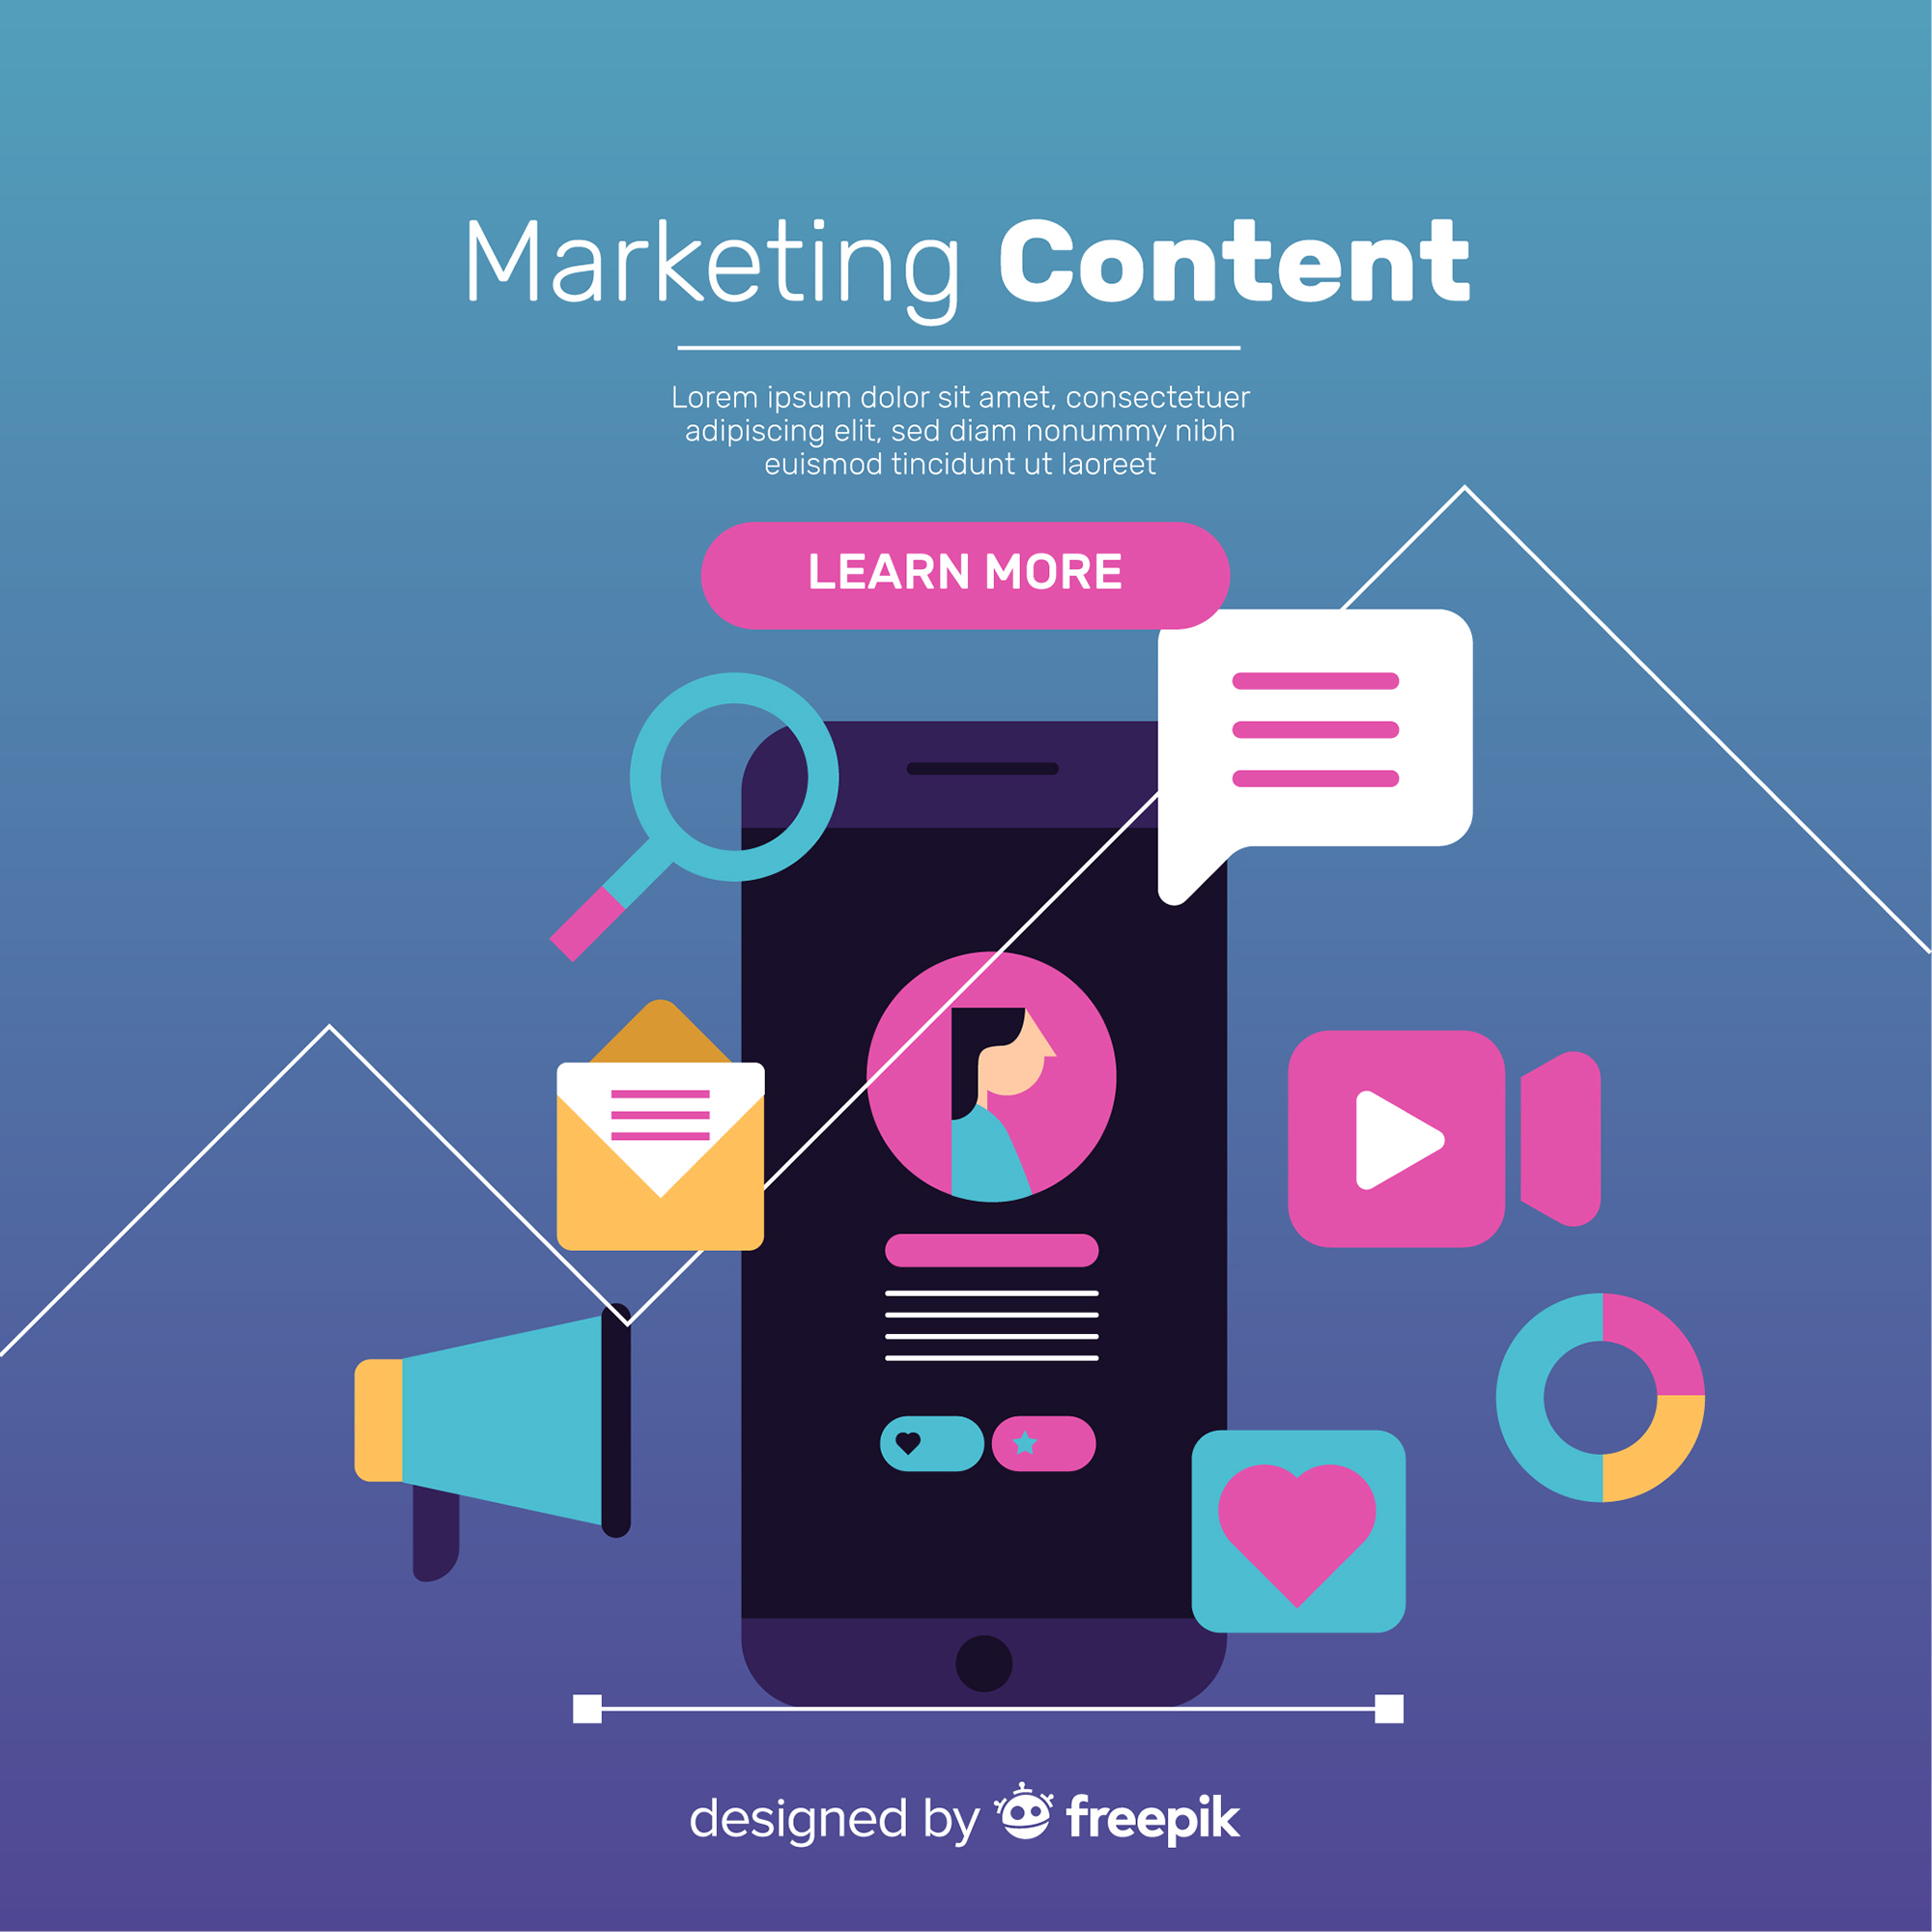 Marketing Content
Lorem ipsum dolor sit amet, consectetuer
adipiscing elit, sed diam nonummy nibh
euismod tincidunt ut laoreet
LEARN MORE
designed by freepik